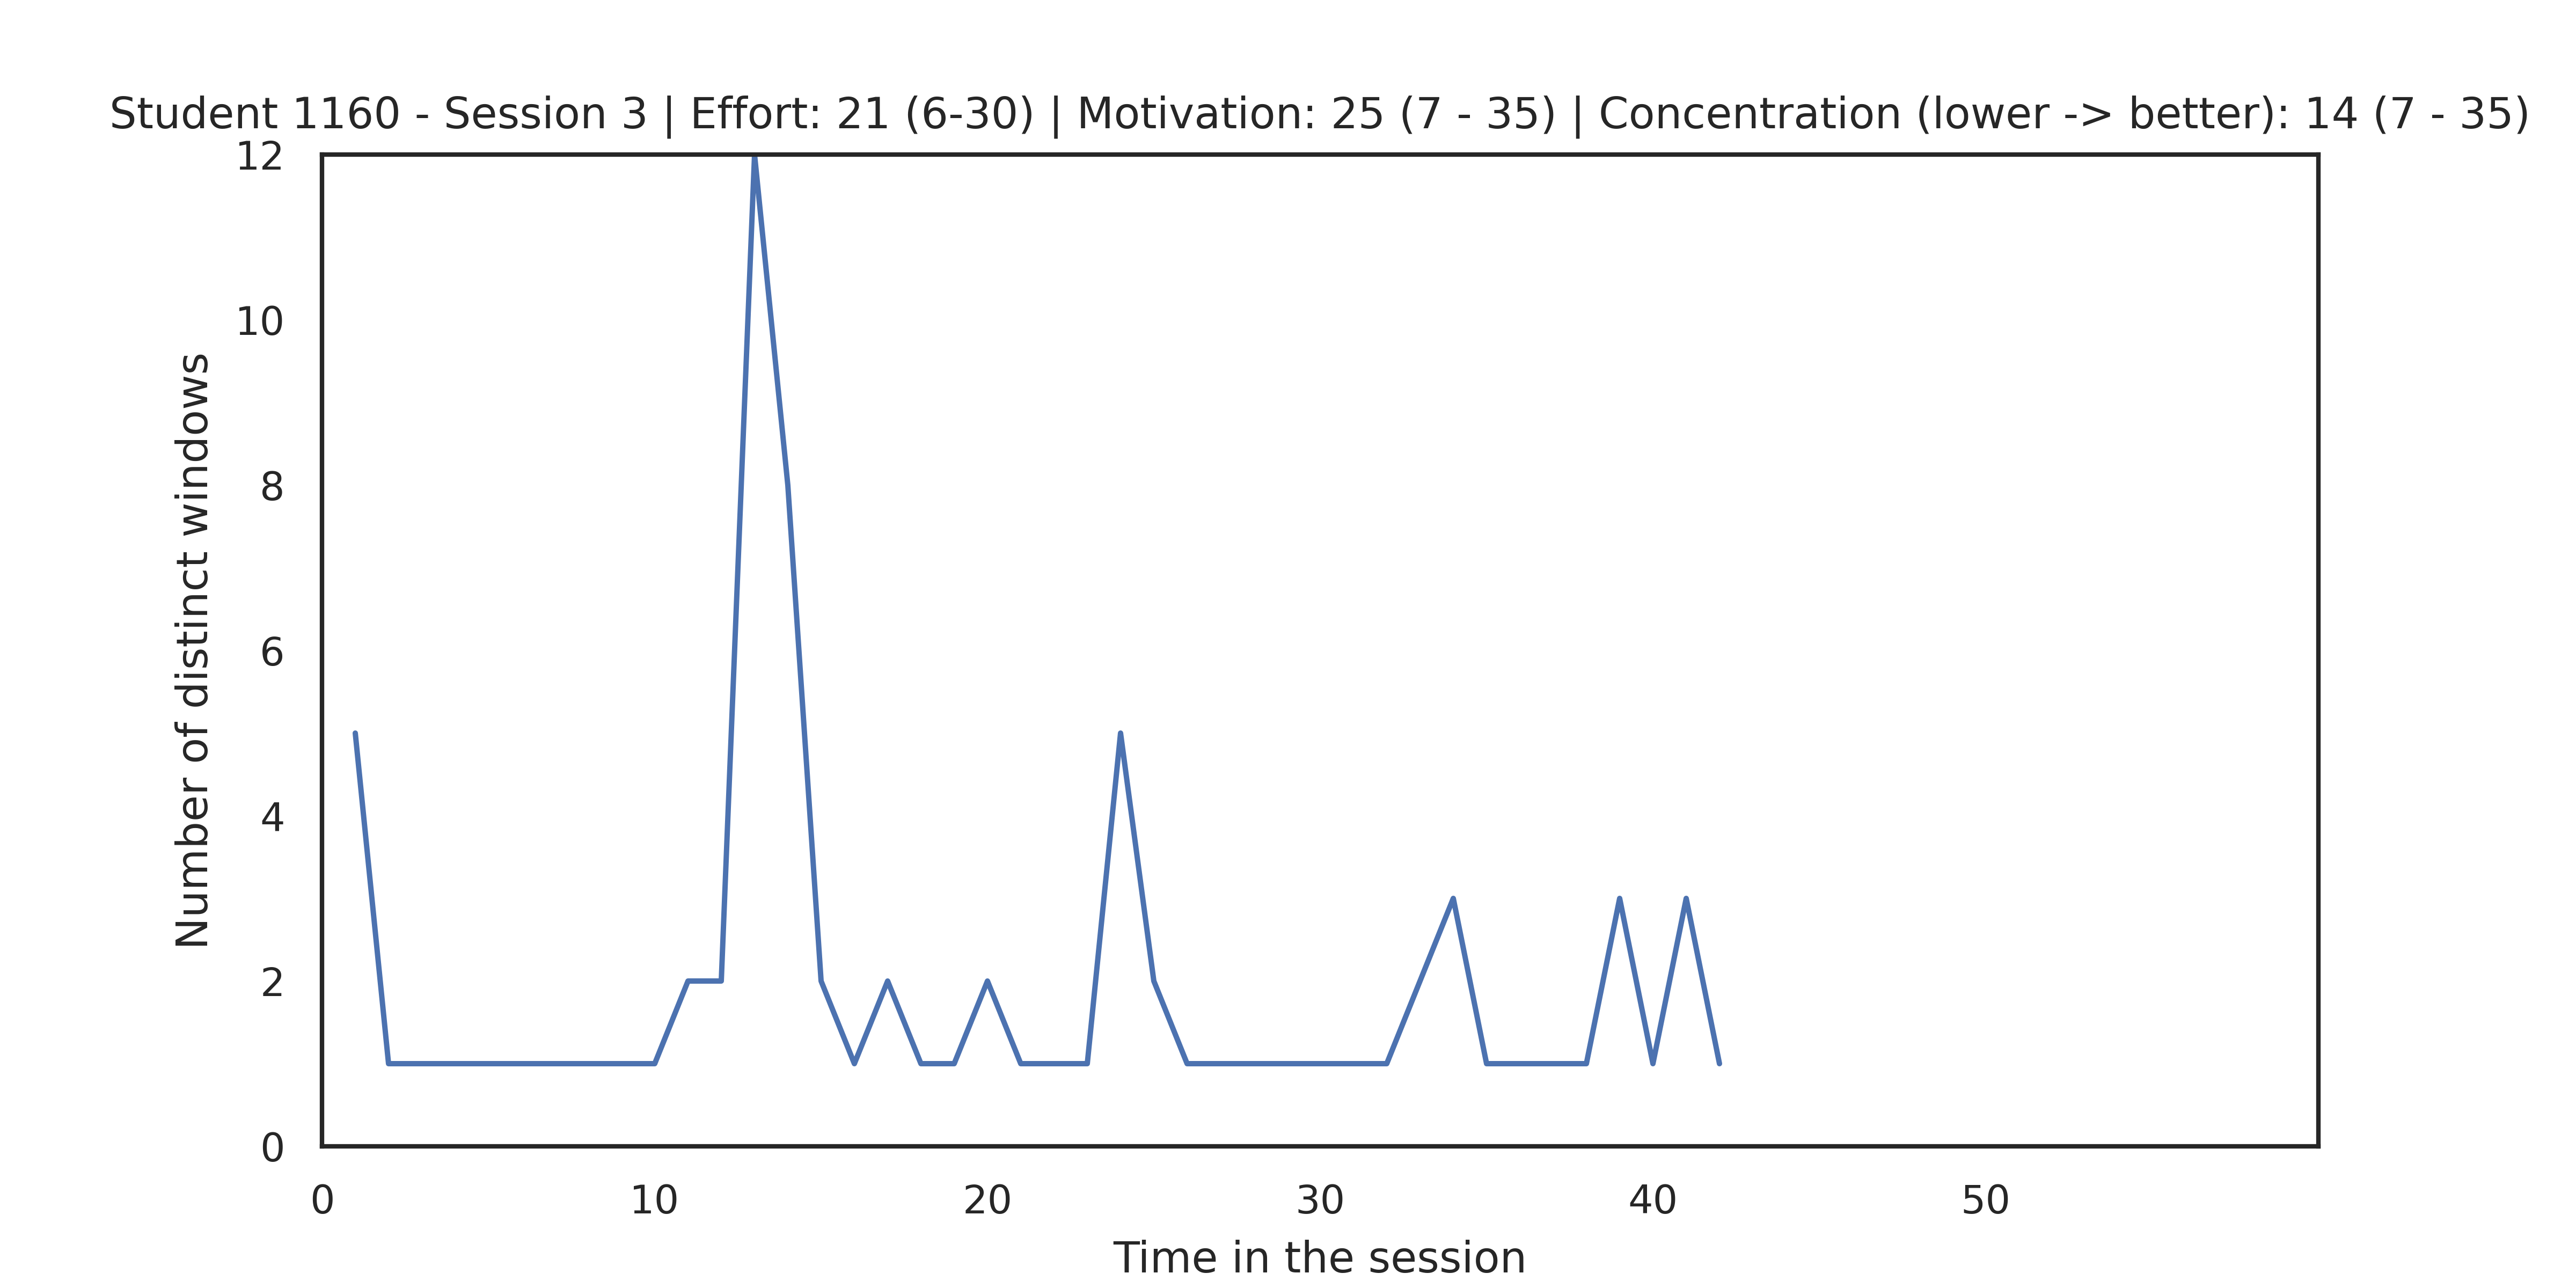 Student 1160 - Session 3 | Effort: 21 (6-30) | Motivation: 25 (7 - 35) | Concentration (lower -> better): 14 (7 - 35)
12
10
8
6
4
2
0
Number of distinct windows
0 10 20 30 40 50
Time in the session